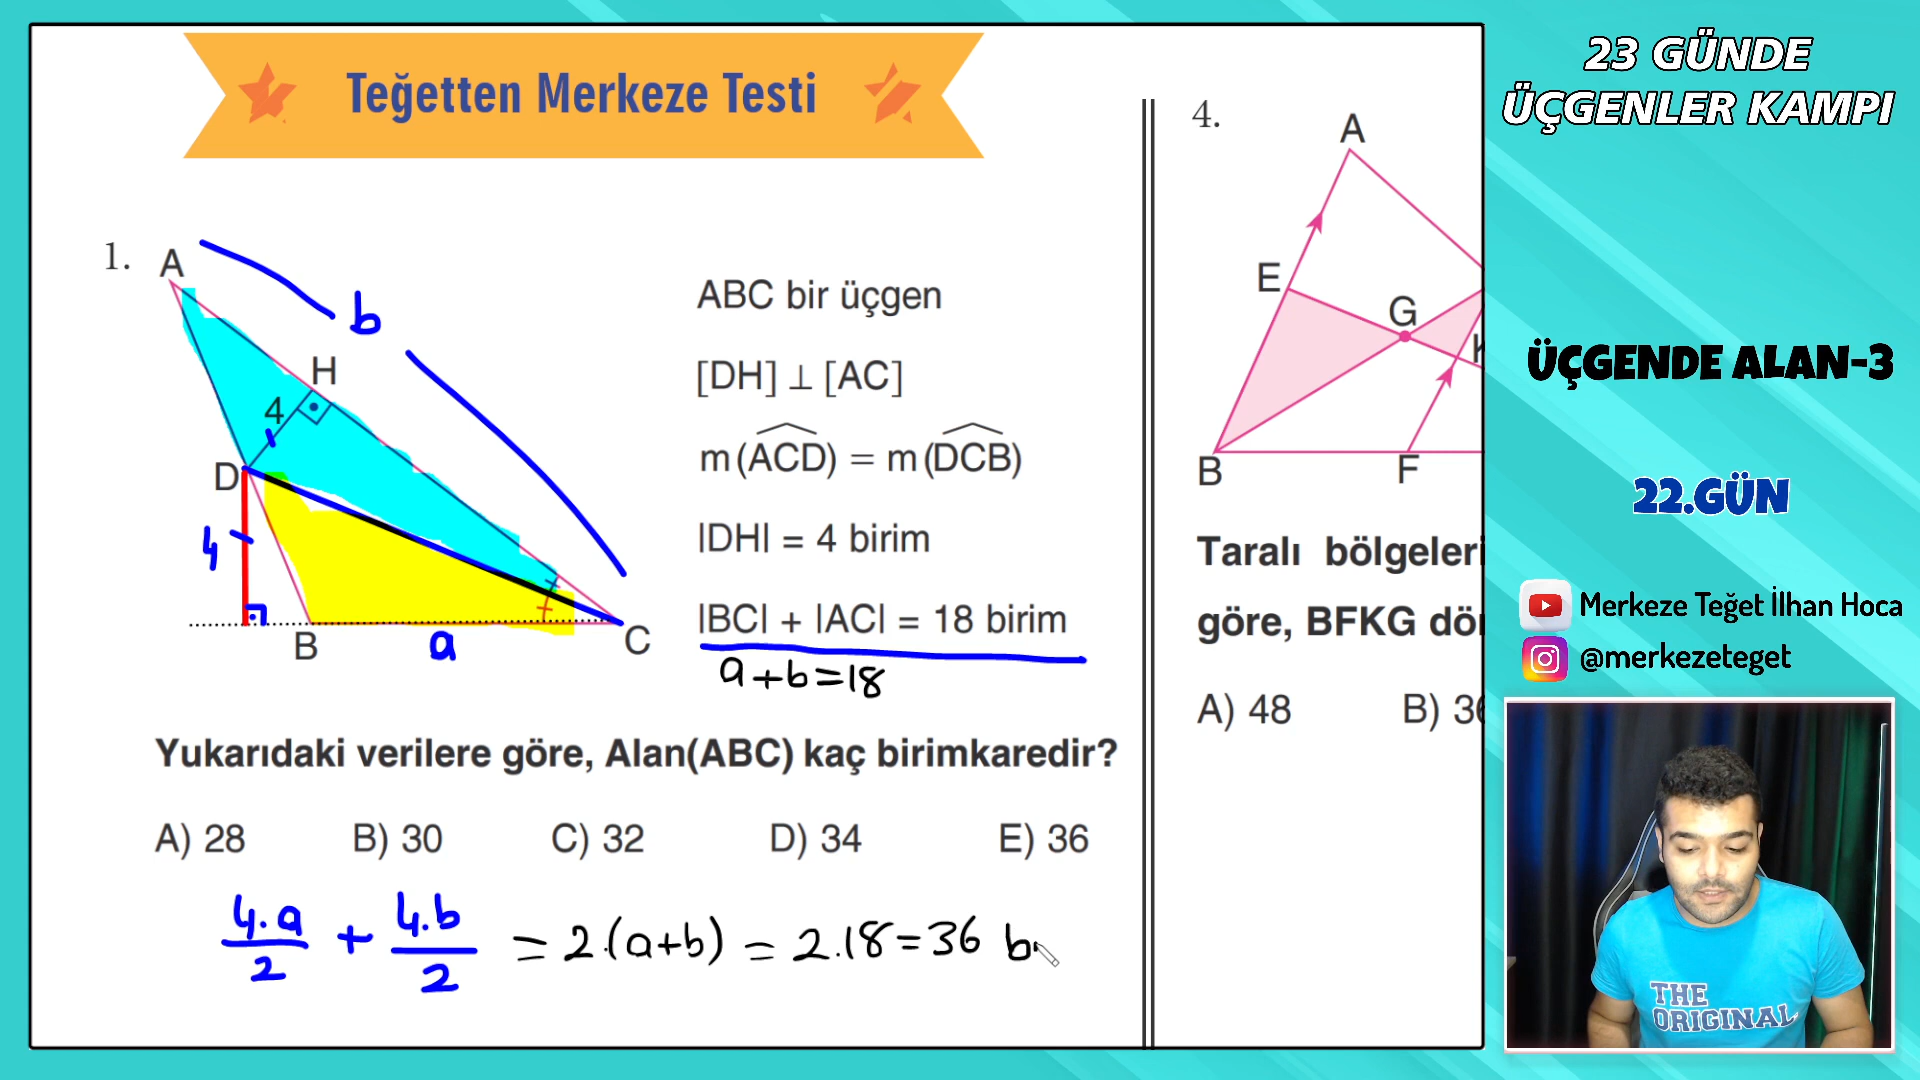 Teğetten Merkeze Testi
1.
A
b
H
4
D
4
B
a
C
ABC bir üçgen
[DH] ⊥ [AC]
m(ACD) = m(DCB)
|DH| = 4 birim
|BC| + |AC| = 18 birim
a+b=18
Yukarıdaki verilere göre, Alan(ABC) kaç birimkaredir?
A) 28 B) 30 C) 32 D) 34 E) 36
4.a/2 + 4.b/2 = 2.(a+b) = 2.18 = 36 b
4.
A
E
G
B
F
Taralı bölgeleri
göre, BFKG
A) 48 B)
23 GÜNDE
ÜÇGENLER KAMPI
ÜÇGENDE ALAN-3
22.GÜN
Merkeze Teğet İlhan Hoca
@merkezeteget
THE
ORIGINAL